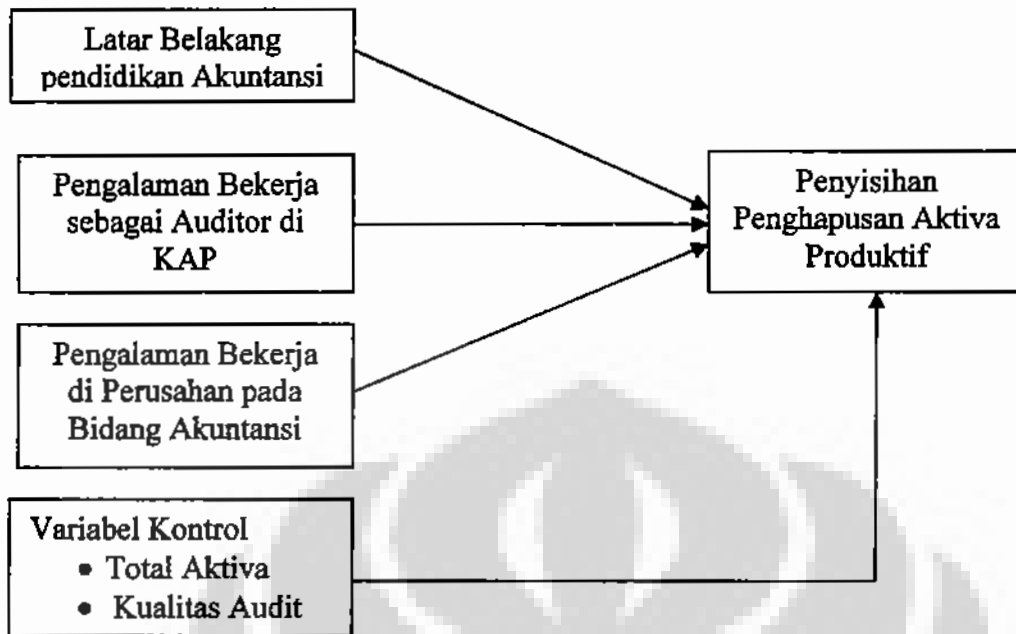 Latar Belakang
pendidikan Akuntansi
Pengalaman Bekerja
sebagai Auditor di
KAP
Pengalaman Bekerja
di Perusahan pada
Bidang Akuntansi
Variabel Kontrol
• Total Aktiva
• Kualitas Audit
Penyisihan
Penghapusan Aktiva
Produktif